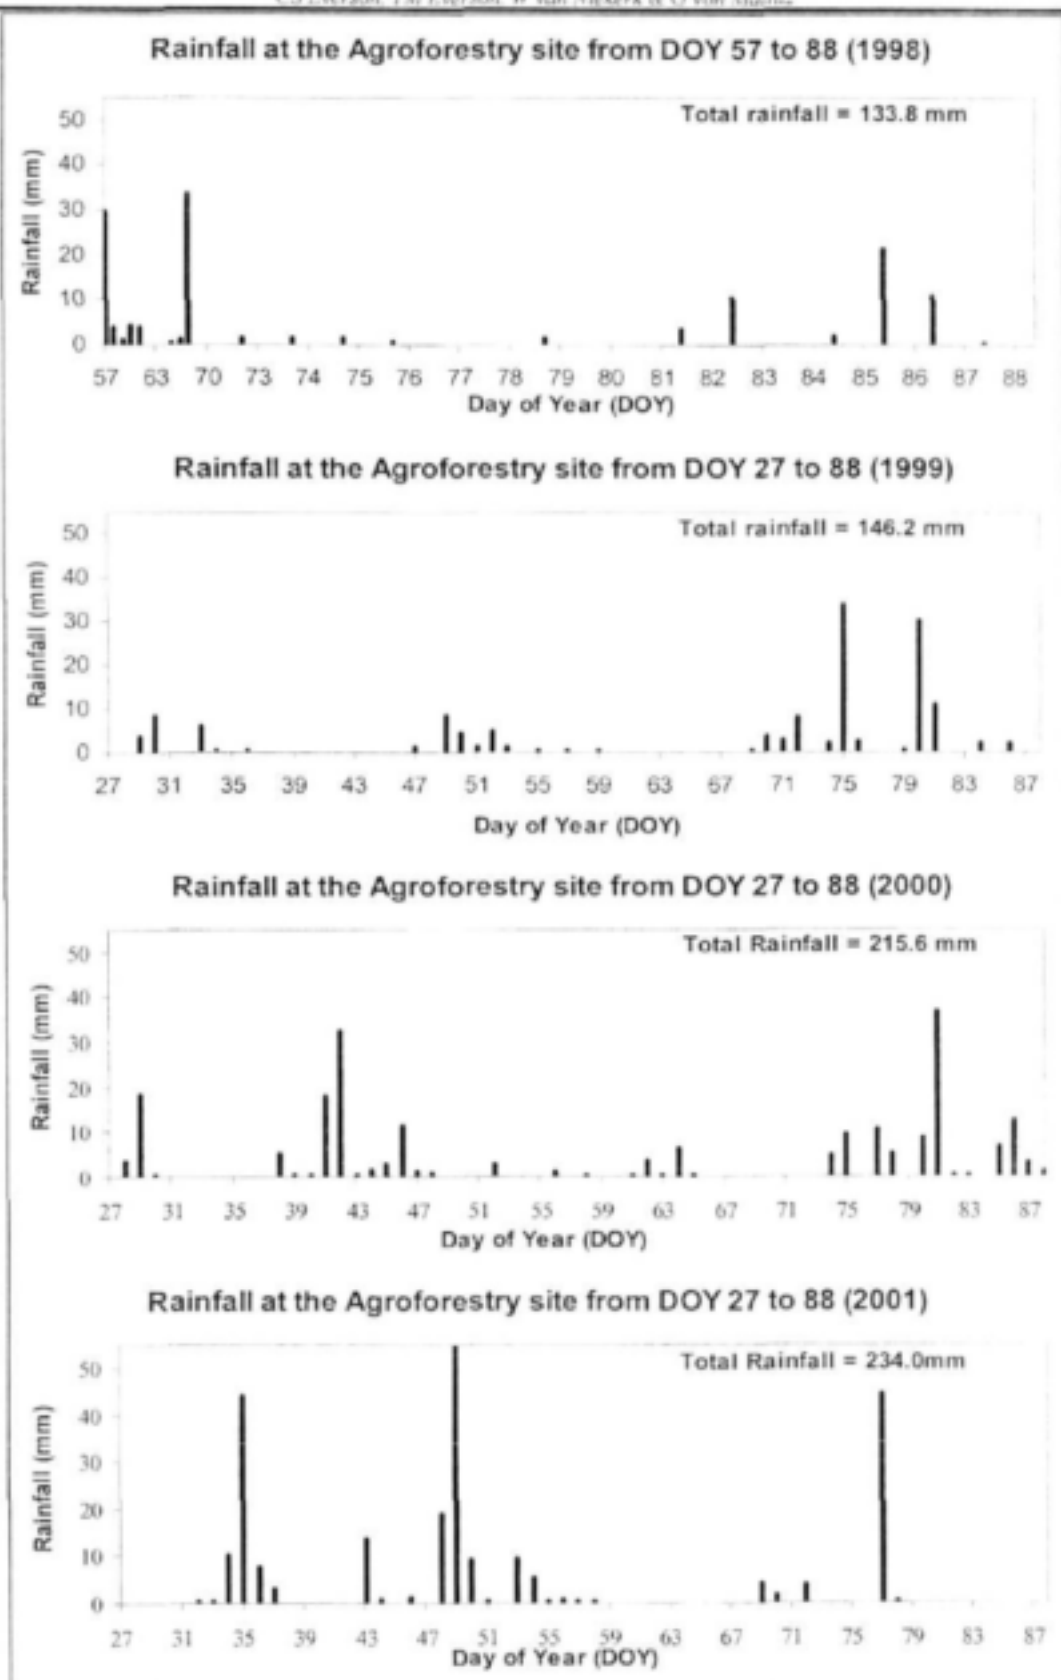 Rainfall at the Agroforestry site from DOY 57 to 88 (1998)
Total rainfall = 133.8 mm
Rainfall (mm)
50
40
30
20
10
0
57 63 70 73 74 75 76 77 78 79 80 81 82 83 84 85 86 87 88
Day of Year (DOY)
Rainfall at the Agroforestry site from DOY 27 to 88 (1999)
Total rainfall = 146.2 mm
Rainfall (mm)
50
40
30
20
10
0
27 31 35 39 43 47 51 55 59 63 67 71 75 79 83 87
Day of Year (DOY)
Rainfall at the Agroforestry site from DOY 27 to 88 (2000)
Total Rainfall = 215.6 mm
Rainfall (mm)
50
40
30
20
10
0
27 31 35 39 43 47 51 55 59 63 67 71 75 79 83 87
Day of Year (DOY)
Rainfall at the Agroforestry site from DOY 27 to 88 (2001)
Total Rainfall = 234.0mm
Rainfall (mm)
50
40
30
20
10
0
27 31 35 39 43 47 51 55 59 63 67 71 75 79 83 87
Day of Year (DOY)